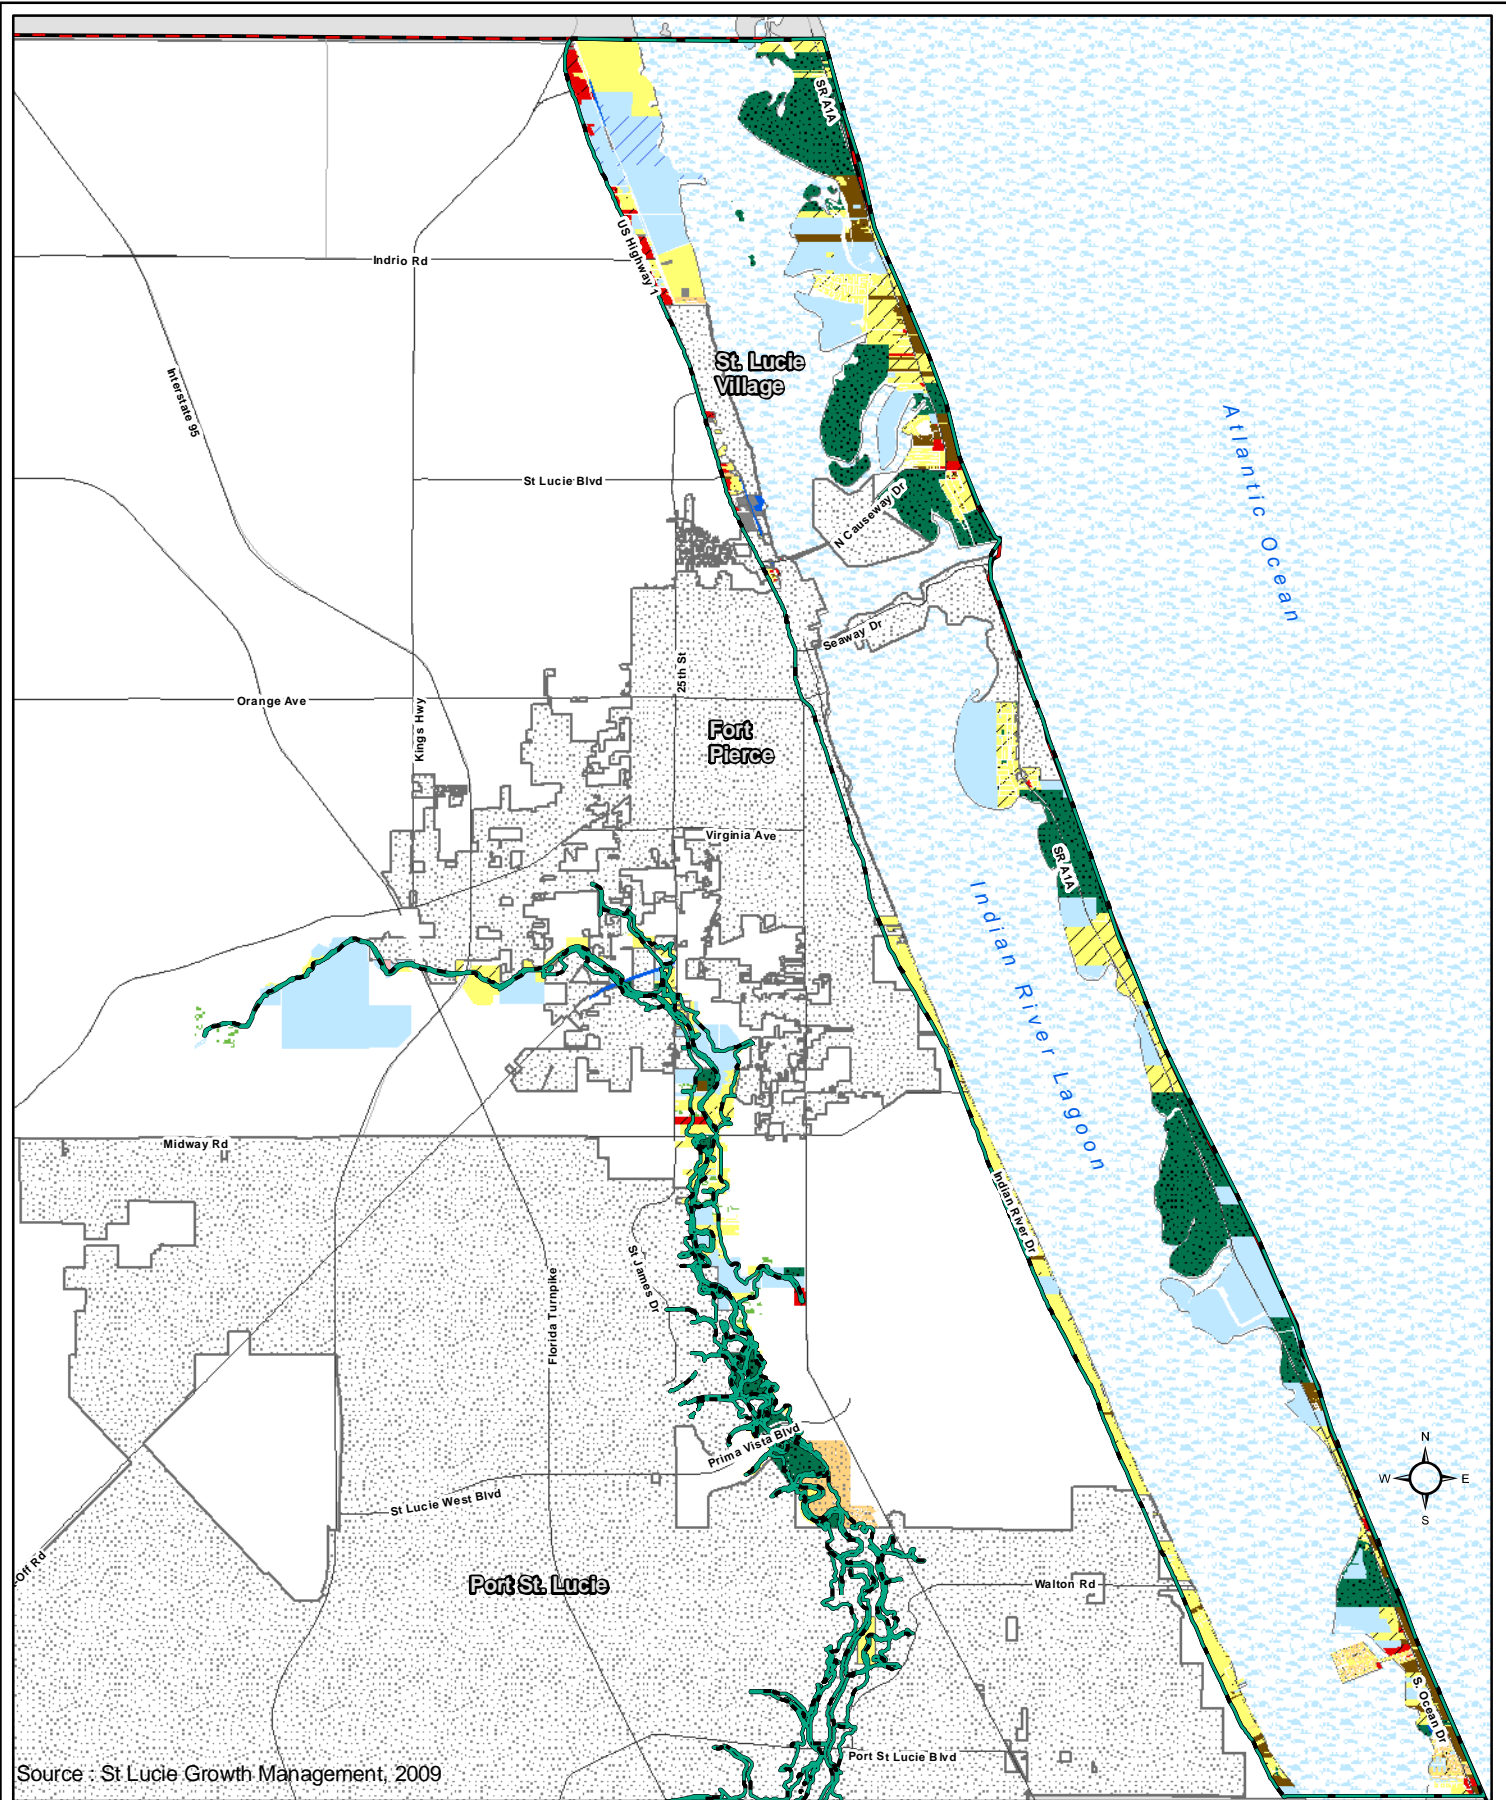 SR A1A
US Highway 1
Indrio Rd
St. Lucie
Village
Interstate 95
Atlantic Ocean
St Lucie Blvd
N Causeway Dr
Seaway Dr
25th St
Orange Ave
Kings Hwy
Fort
Pierce
Virginia Ave
SR A1A
Indian River Lagoon
Midway Rd
Indian River Dr
St James Dr
Florida Turnpike
Prima Vista Blvd
N
W
E
S
St Lucie West Blvd
-Off Rd
Port St. Lucie
Walton Rd
S. Ocean Dr
Port St Lucie Blvd
Source : St Lucie Growth Management, 2009